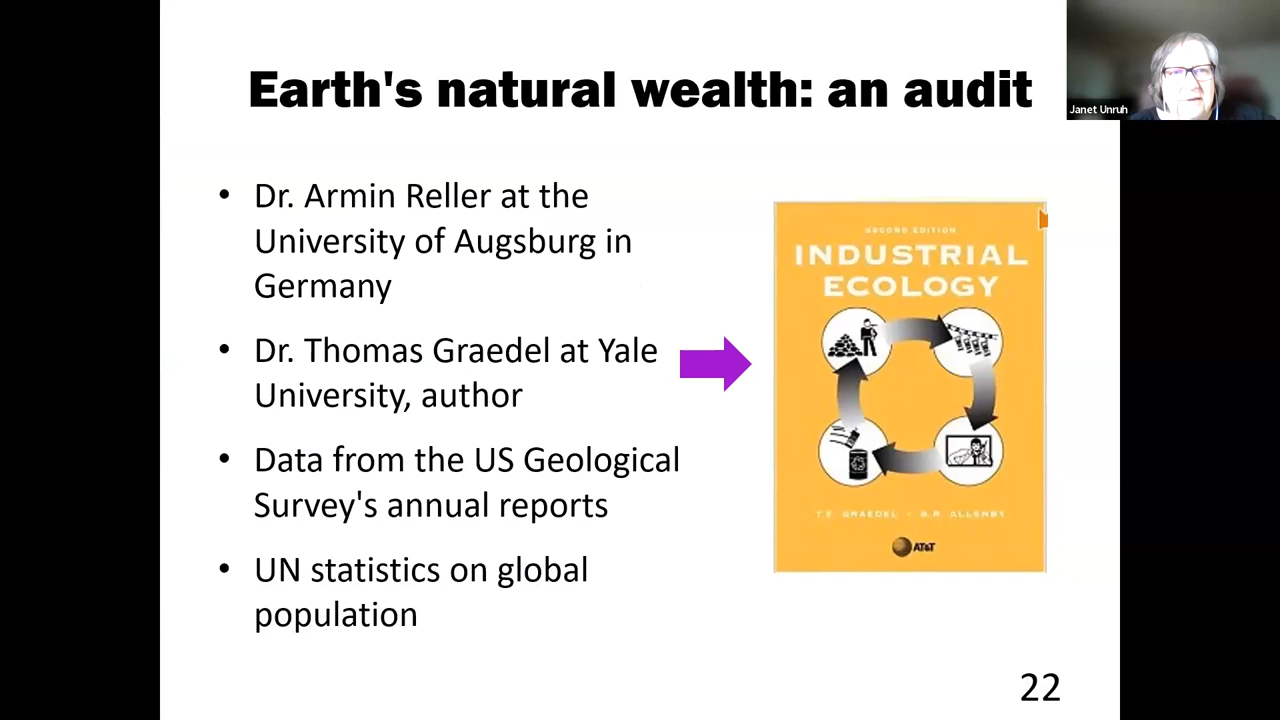 Earth's natural wealth: an audit
Janet Unruh
• Dr. Armin Reller at the
University of Augsburg in
Germany
• Dr. Thomas Graedel at Yale
University, author
• Data from the US Geological
Survey's annual reports
• UN statistics on global
population
SECOND EDITION
INDUSTRIAL
ECOLOGY
T.E. GRAEDEL • B.R. ALLENBY
AT&T
22